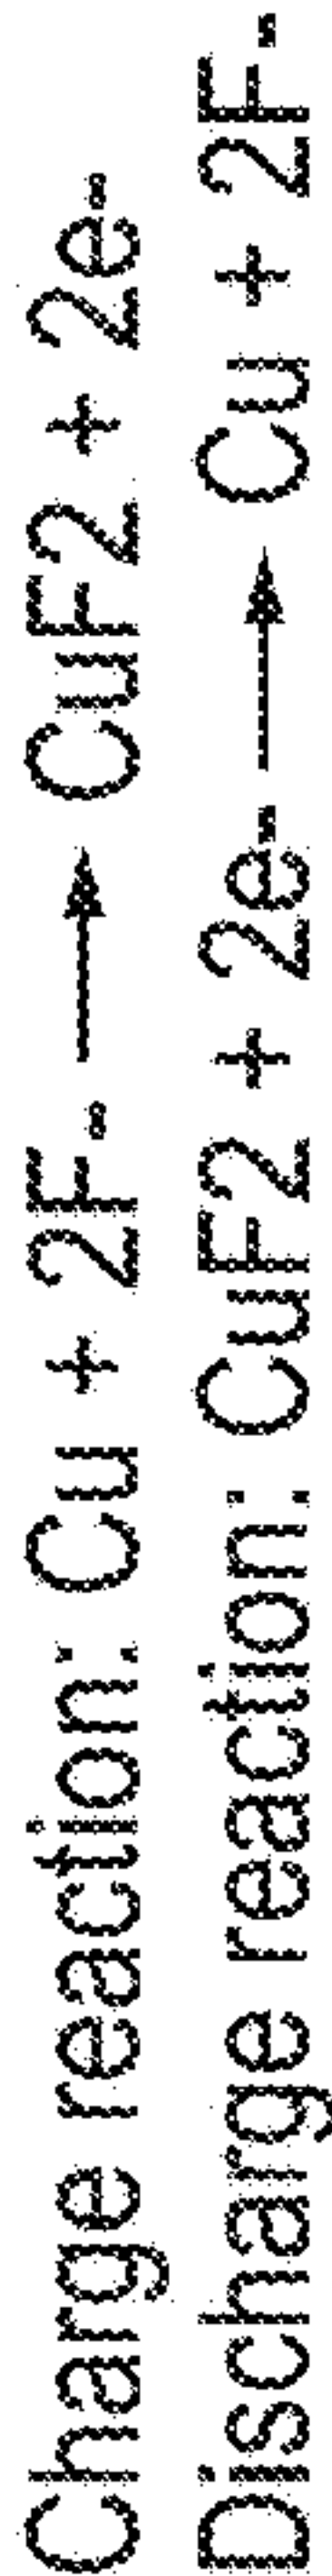 Charge reaction: Cu + 2F- → CuF2 + 2e-
Discharge reaction: CuF2 + 2e- → Cu + 2F-